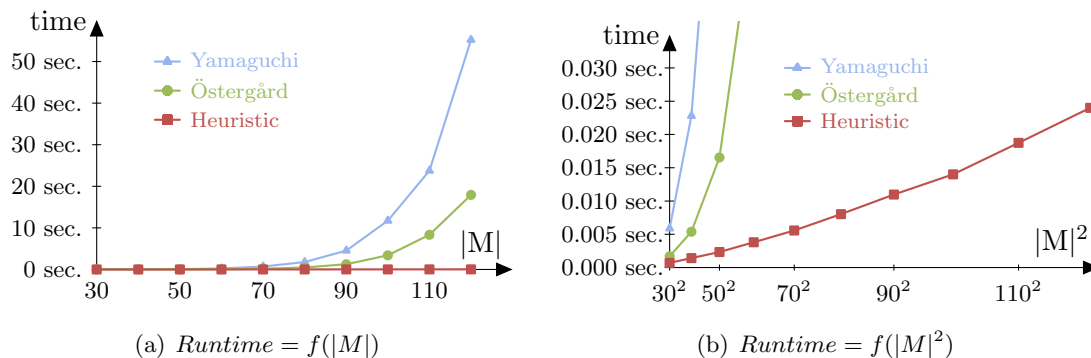 time
50 sec.
40 sec.
30 sec.
20 sec.
10 sec.
0 sec.
Yamaguchi
Östergård
Heuristic
|M|
30 50 70 90 110
(a) Runtime = f(|M|)
time
0.030 sec.
0.025 sec.
0.020 sec.
0.015 sec.
0.010 sec.
0.005 sec.
0.000 sec.
Yamaguchi
Östergård
Heuristic
|M|²
30² 50² 70² 90² 110²
(b) Runtime = f(|M|²)